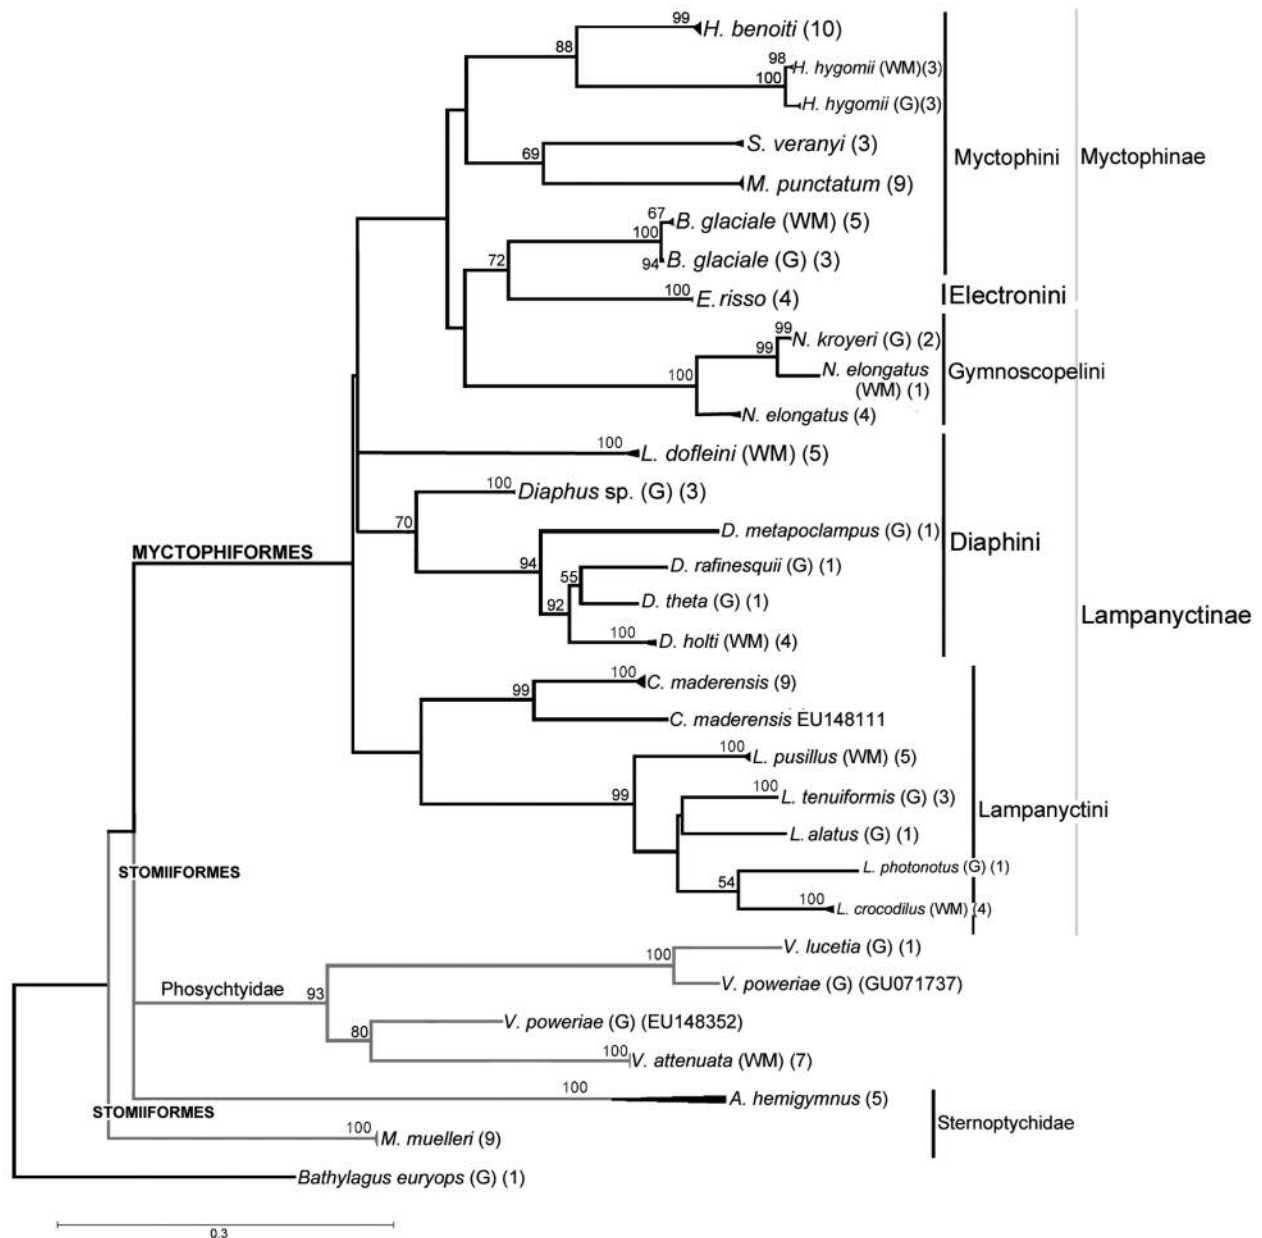 99
H. benoiti (10)
88
98
H. hygomii (WM)(3)
100
H. hygomii (G)(3)
S. veranyi (3)
69
Myctophini
Myctophinae
M. punctatum (9)
67
B. glaciale (WM) (5)
100
72
94
B. glaciale (G) (3)
100
E. risso (4)
Electronini
99
N. kroyeri (G) (2)
99
N. elongatus
(WM) (1)
Gymnoscopelini
100
N. elongatus (4)
100
L. dofleini (WM) (5)
100
Diaphus sp. (G) (3)
70
D. metapoclampus (G) (1)
Diaphini
MYCTOPHIFORMES
94
D. rafinesquii (G) (1)
55
92
D. theta (G) (1)
Lampanyctinae
100
D. holti (WM) (4)
100
C. maderensis (9)
99
C. maderensis EU148111
100
L. pusillus (WM) (5)
99
100
L. tenuiformis (G) (3)
Lampanyctini
L. alatus (G) (1)
STOMIIFORMES
L. photonotus (G) (1)
54
100
L. crocodilus (WM) (4)
V. lucetia (G) (1)
100
Phosychtyidae
93
V. poweriae (G) (GU071737)
V. poweriae (G) (EU148352)
80
100
V. attenuata (WM) (7)
100
A. hemigymnus (5)
STOMIIFORMES
Sternoptychidae
100
M. muelleri (9)
Bathylagus euryops (G) (1)
0.3